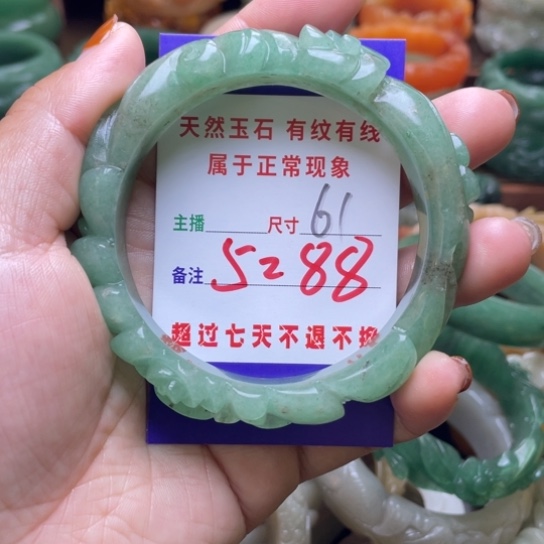 天然玉石 有纹有线
属于正常现象
主播 尺寸 61
备注 5288
超过七天不退不换